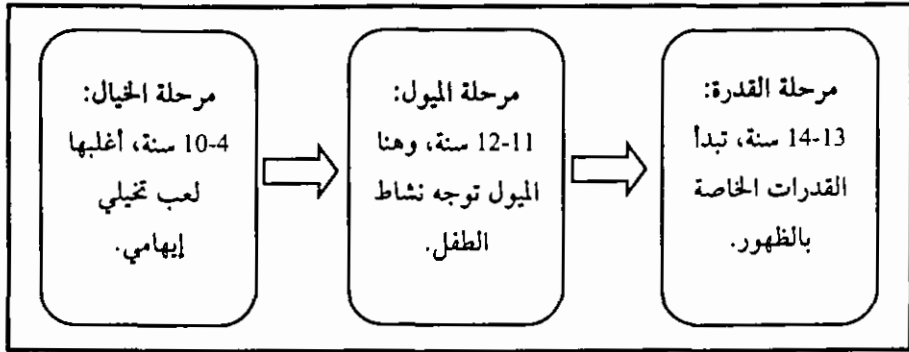 مرحلة الخيال:
10-4 سنة، أغلبها
لعب تخيلي
إيهامي.
مرحلة الميول:
12-11 سنة، وهنا
الميول توجه نشاط
الطفل.
مرحلة القدرة:
14-13 سنة، تبدأ
القدرات الخاصة
بالظهور.